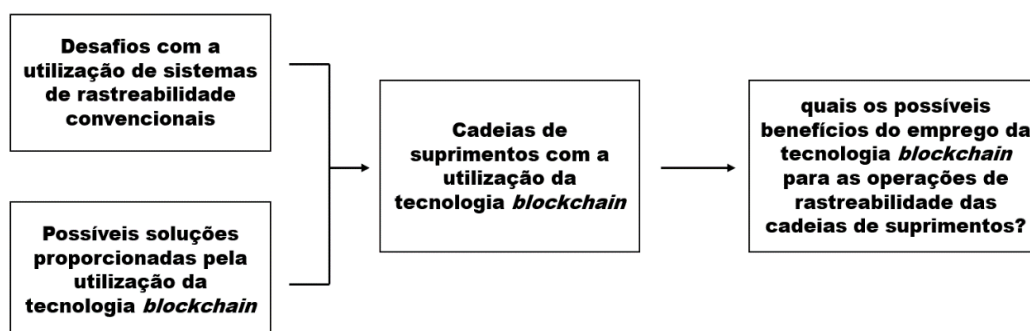 Desafios com a
utilização de sistemas
de rastreabilidade
convencionais
Possíveis soluções
proporcionadas pela
utilização da
tecnologia blockchain
Cadeias de
suprimentos com a
utilização da
tecnologia blockchain
quais os possíveis
benefícios do emprego da
tecnologia blockchain
para as operações de
rastreabilidade das
cadeias de suprimentos?